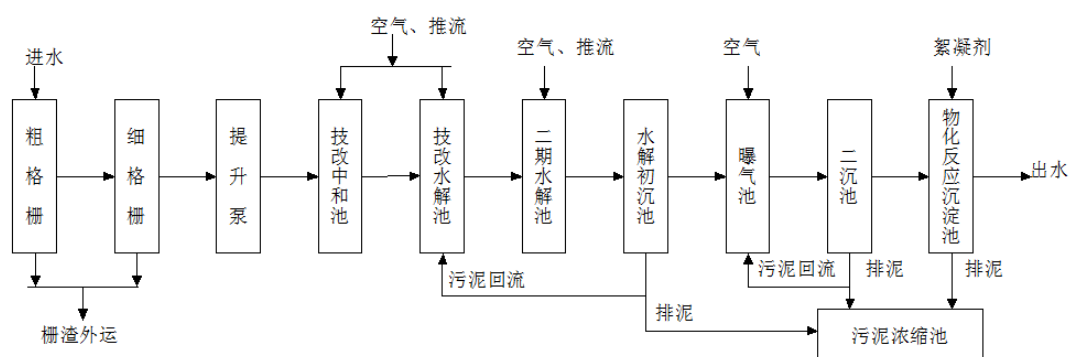 空气、推流
空气、推流
空气
絮凝剂
进水
粗格栅
细格栅
提升泵
技改中和池
技改水解池
二期水解池
水解初沉池
曝气池
二沉池
物化反应沉淀池
出水
污泥回流
污泥回流
排泥
排泥
排泥
栅渣外运
污泥浓缩池